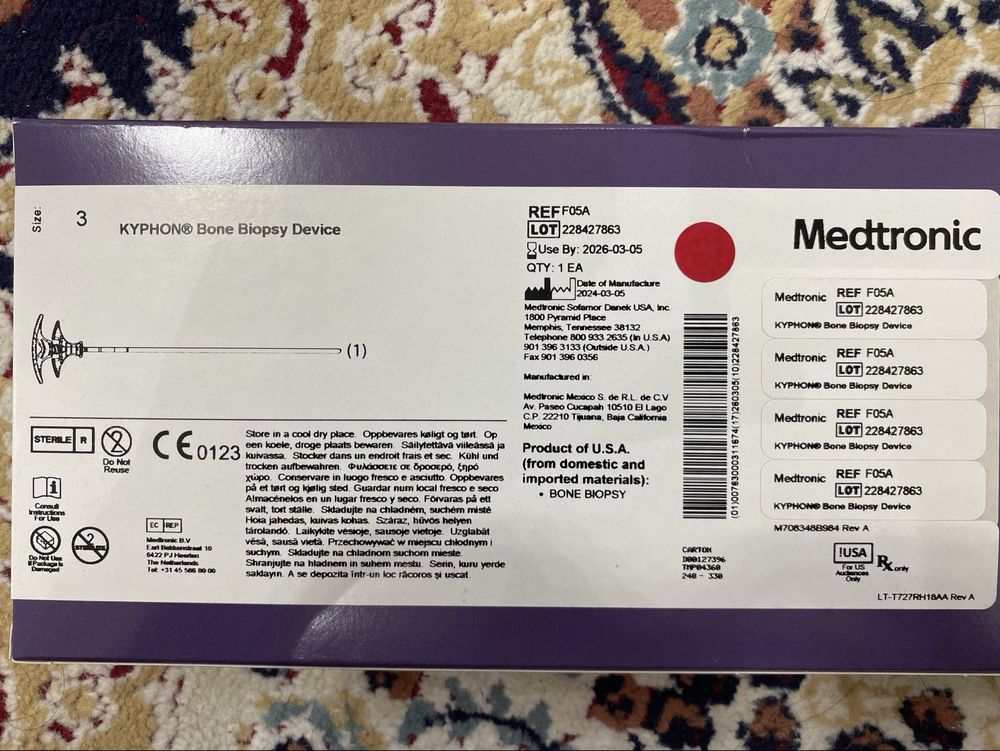 Size:
3
KYPHON® Bone Biopsy Device
(1)
STERILE R
2
Do Not
Reuse
CE 0123
Consult
Instructions
For Use
Do Not Use
If Package is
Damaged
2
STERILIZE
EC REP
Medtronic B.V
Earl Bakkenstraat 10
6422 PJ Heerlen
The Netherlands
Tel: +31 45 566 80 00
Store in a cool dry place. Oppbevares køligt og tørt. Op
een koele, droge plaats bewaren. Säilytettävä viileässä ja
kuivassa. Stocker dans un endroit frais et sec. Kühl und
trocken aufbewahren. Φυλάσσετε σε δροσερό, ξηρό
χώρο. Conservare in luogo fresco e asciutto. Oppbevares
på et tørt og kjølig sted. Guardar num local fresco e seco
Almacénelos en un lugar fresco y seco. Förvaras på ett
svalt, torrt ställe. Skladujte na chladném, suchém místě.
Hoia jahedas, kuivas kohas. Száraz, hűvös helyen
tárolandó. Laikykite vėsioje, sausoje vietoje. Uzglabāt
vēsā, sausā vietā. Przechowywać w miejscu chłodnym i
suchym. Skladujte na chladnom suchom mieste.
Shranjujte na hladnem in suhem mestu. Serin, kuru yerde
saklayın. A se depozita într-un loc răcoros și uscat.
REF F05A
LOT 228427863
Use By: 2026-03-05
QTY: 1 EA
Date of Manufacture
2024-03-05
Medtronic Sofamor Danek USA, Inc.
1800 Pyramid Place
Memphis, Tennessee 38132
Telephone 800 933 2635 (In U.S.A)
901 396 3133 (Outside U.S.A.)
Fax 901 396 0356
Manufactured in:
Medtronic Mexico S. de R.L. de C.V
Av. Paseo Cucapah 10510 El Lago
C.P. 22210 Tijuana, Baja California
Mexico
Product of U.S.A.
(from domestic and
imported materials):
• BONE BIOPSY
(01)00763000311674(17)260305(10)228427863
CARTON
D00127396
TMP04360
248 - 330
Medtronic
Medtronic REF F05A
LOT 228427863
KYPHON® Bone Biopsy Device
Medtronic REF F05A
LOT 228427863
KYPHON® Bone Biopsy Device
Medtronic REF F05A
LOT 228427863
KYPHON® Bone Biopsy Device
Medtronic REF F05A
LOT 228427863
KYPHON® Bone Biopsy Device
M708348B984 Rev A
!USA
For US
Audiences
Only
Rx only
LT-T727RH18AA Rev A